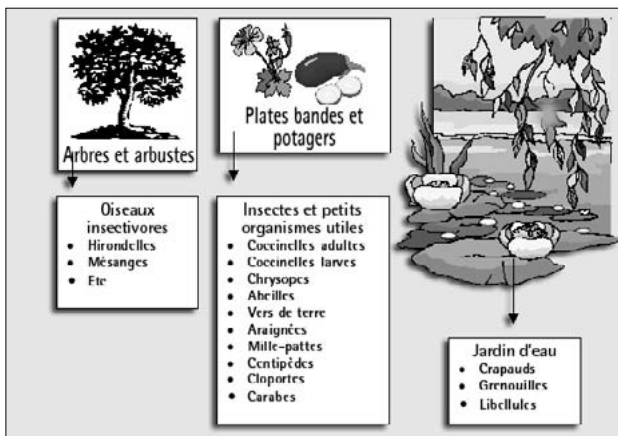 Arbres et arbustes
Oiseaux
insectivores
• Hirondelles
• Mésanges
• Etc
Plates bandes et
potagers
Insectes et petits
organismes utiles
• Coccinelles adultes
• Coccinelles larves
• Chrysopes
• Abeilles
• Vers de terre
• Araignées
• Mille-pattes
• Centipèdes
• Cloportes
• Carabes
Jardin d'eau
• Crapauds
• Grenouilles
• Libellules